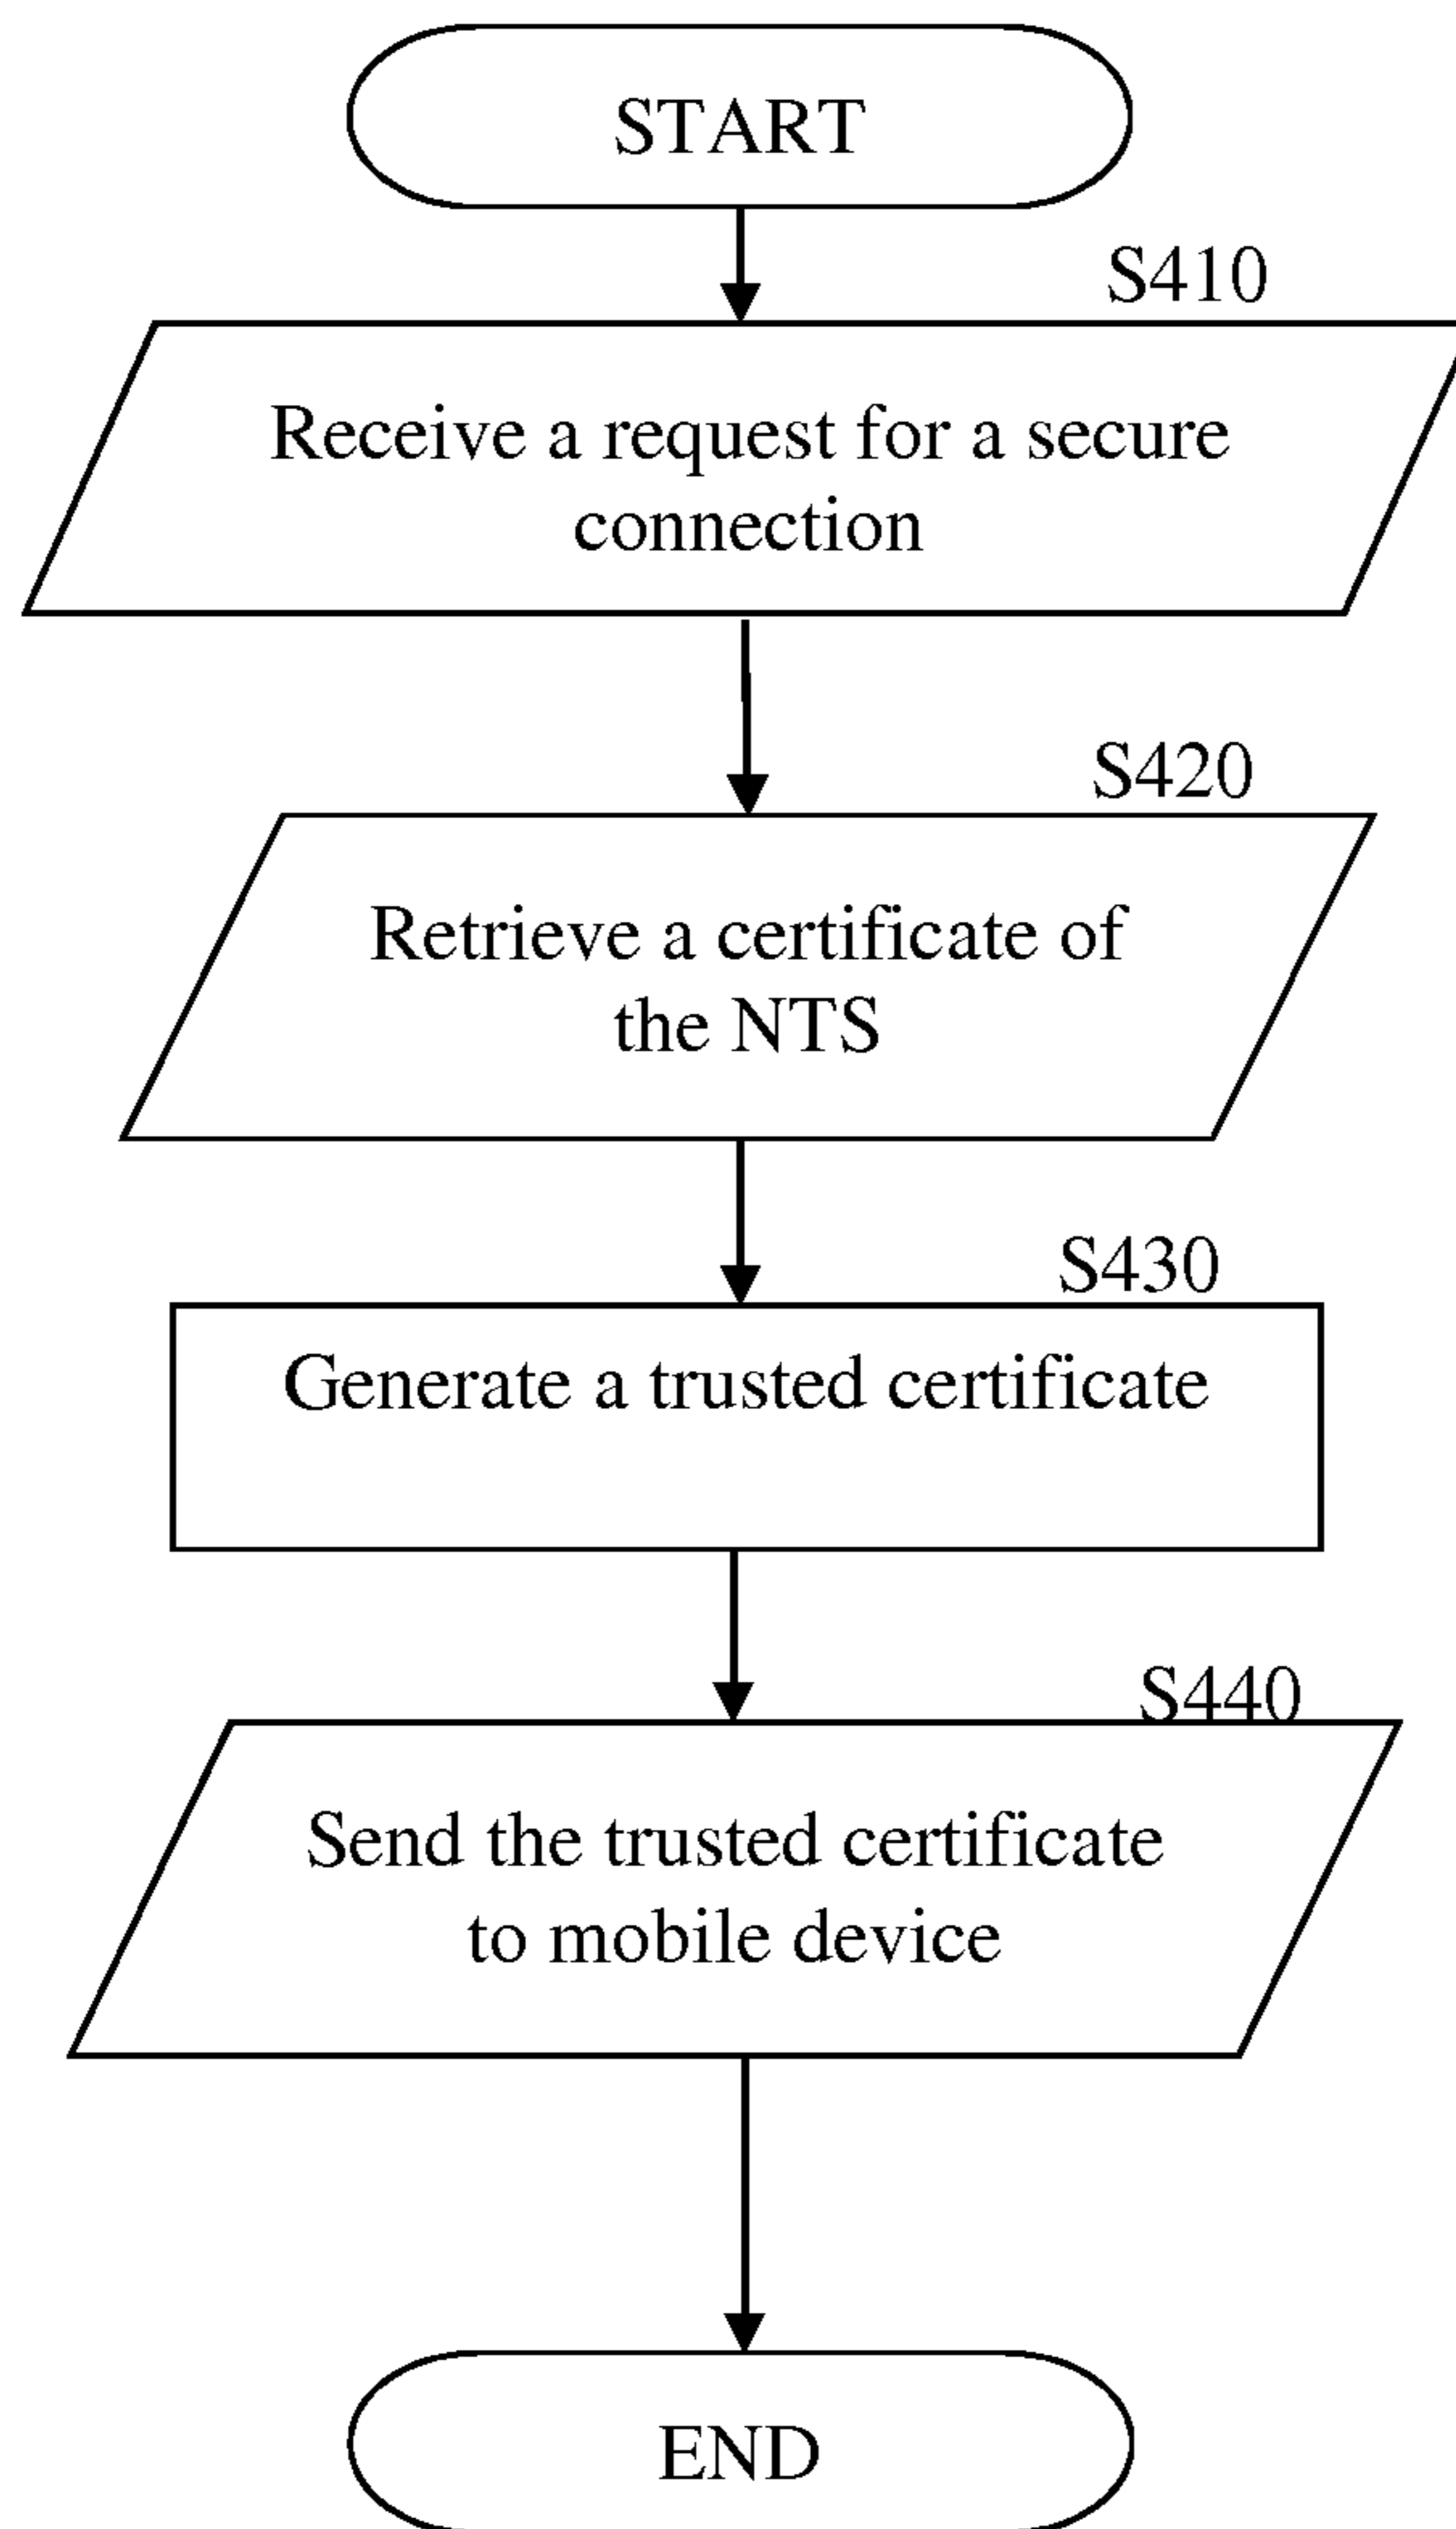 START
S410
Receive a request for a secure
connection
S420
Retrieve a certificate of
the NTS
S430
Generate a trusted certificate
S440
Send the trusted certificate
to mobile device
END